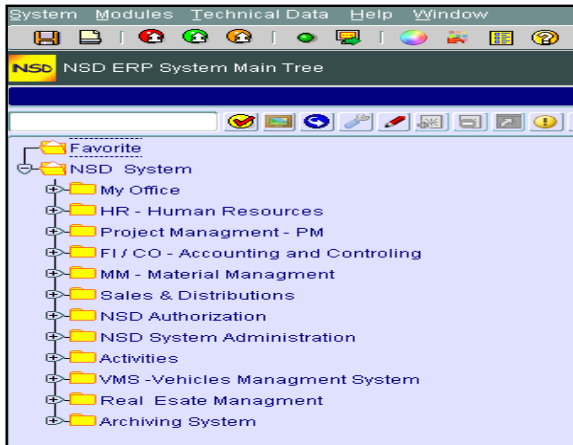 System Modules Technical Data Help Window
NSD NSD ERP System Main Tree
Favorite
NSD System
My Office
HR - Human Resources
Project Managment - PM
FI / CO - Accounting and Controling
MM - Material Managment
Sales & Distributions
NSD Authorization
NSD System Administration
Activities
VMS -Vehicles Managment System
Real Esate Managment
Archiving System